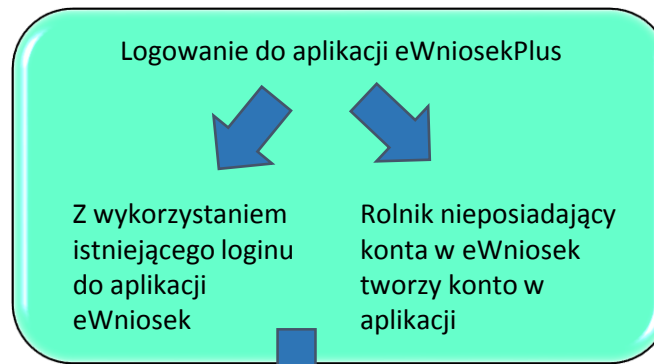 Logowanie do aplikacji eWniosekPlus
Z wykorzystaniem
istniejącego loginu
do aplikacji
eWniosek
Rolnik nieposiadający
konta w eWniosek
tworzy konto w
aplikacji